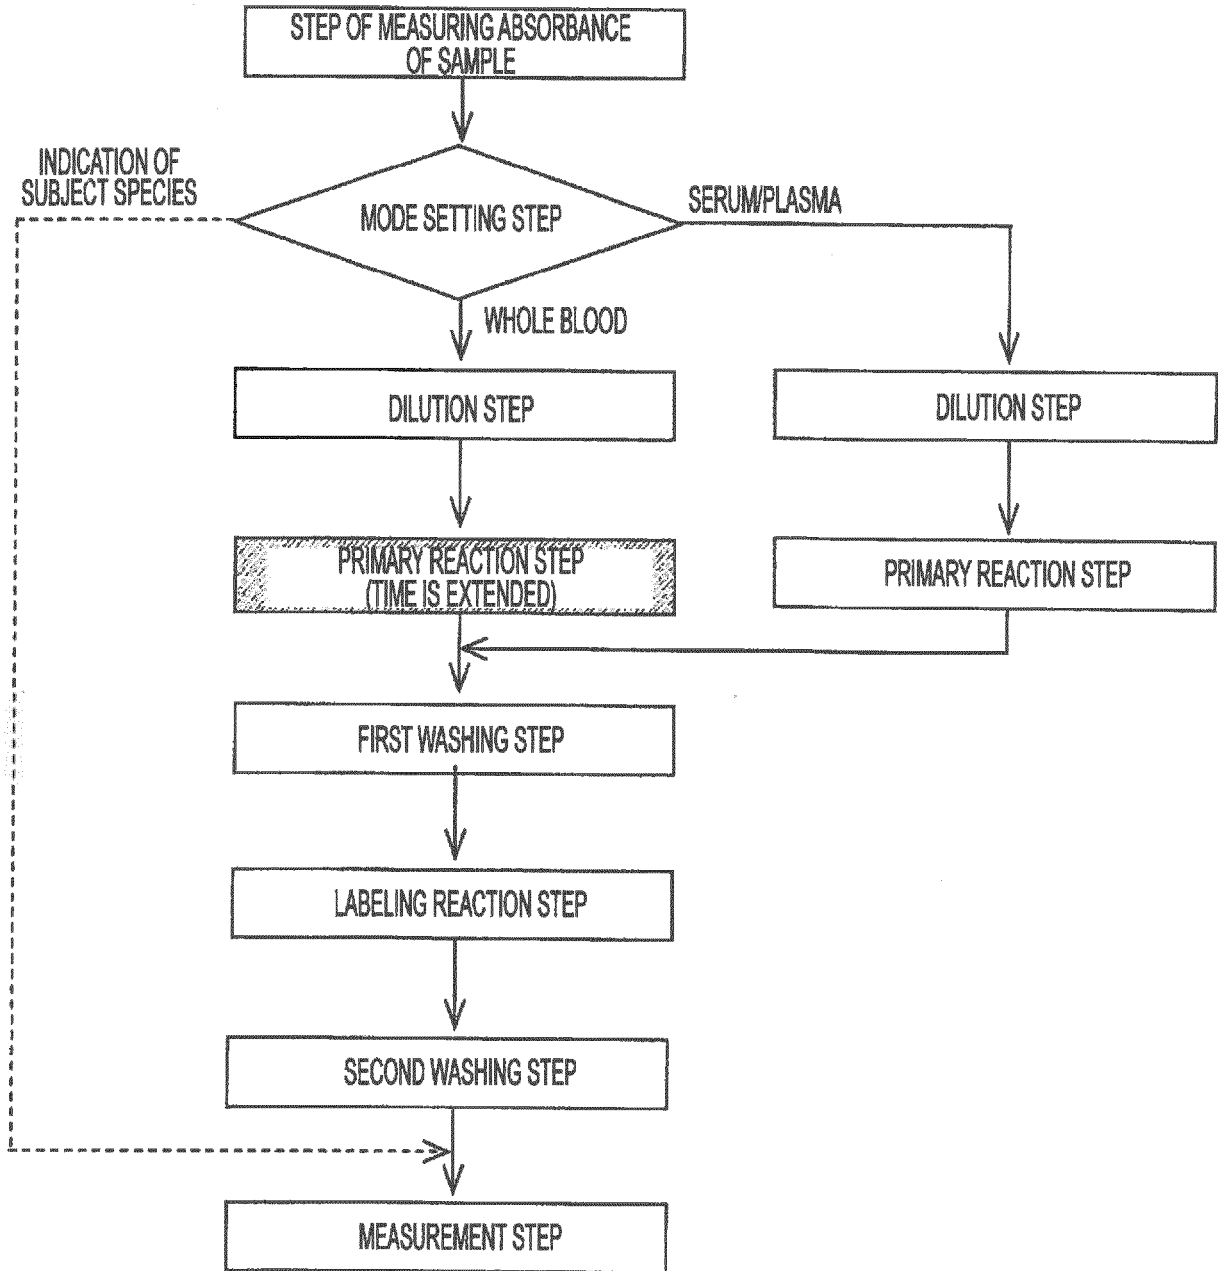 STEP OF MEASURING ABSORBANCE
OF SAMPLE
INDICATION OF
SUBJECT SPECIES
MODE SETTING STEP
SERUM/PLASMA
WHOLE BLOOD
DILUTION STEP
DILUTION STEP
PRIMARY REACTION STEP
(TIME IS EXTENDED)
PRIMARY REACTION STEP
FIRST WASHING STEP
LABELING REACTION STEP
SECOND WASHING STEP
MEASUREMENT STEP